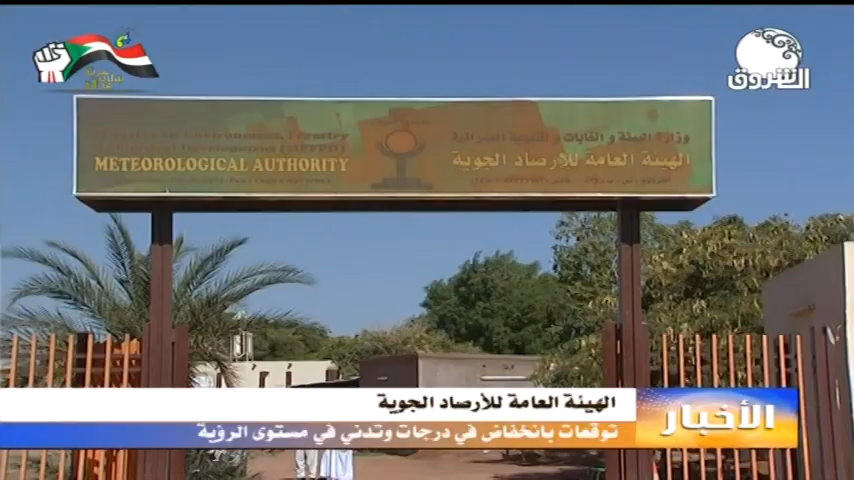 الشروق
وزارة البيئة و الغابات و التنمية العمرانية
METEOROLOGICAL AUTHORITY
الهيئة العامة للأرصاد الجوية
الهيئة العامة للأرصاد الجوية
الأخبار
توقعات بانخفاض في درجات وتدني في مستوى الرؤية